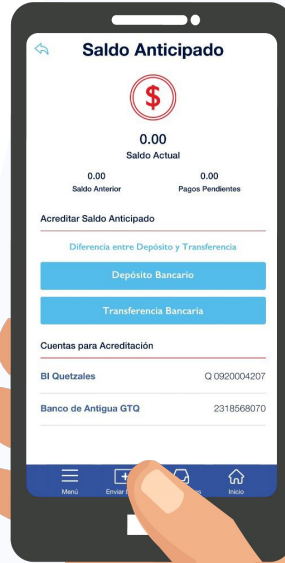 Saldo Anticipado
$
0.00
Saldo Actual
0.00 0.00
Saldo Anterior Pagos Pendientes
Acreditar Saldo Anticipado
Diferencia entre Depósito y Transferencia
Depósito Bancario
Transferencia Bancaria
Cuentas para Acreditación
BI Quetzales Q 0920004207
Banco de Antigua GTQ 2318568070
Menú Enviar Inicio